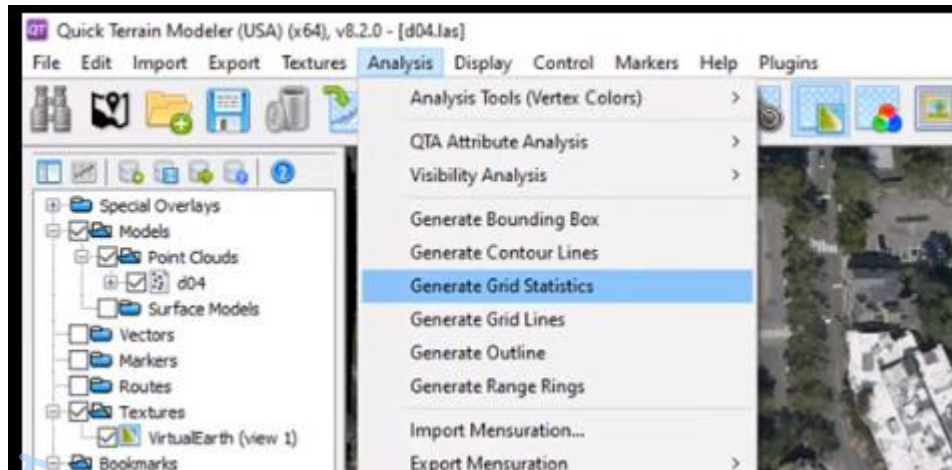 QT Quick Terrain Modeler (USA) (x64), v8.2.0 - [d04.las]
File Edit Import Export Textures Analysis Display Control Markers Help Plugins
Analysis Tools (Vertex Colors)
QTA Attribute Analysis
Visibility Analysis
Generate Bounding Box
Generate Contour Lines
Generate Grid Statistics
Generate Grid Lines
Generate Outline
Generate Range Rings
Import Mensuration...
Export Mensuration
Special Overlays
Models
Point Clouds
d04
Surface Models
Vectors
Markers
Routes
Textures
VirtualEarth (view 1)
Bookmarks